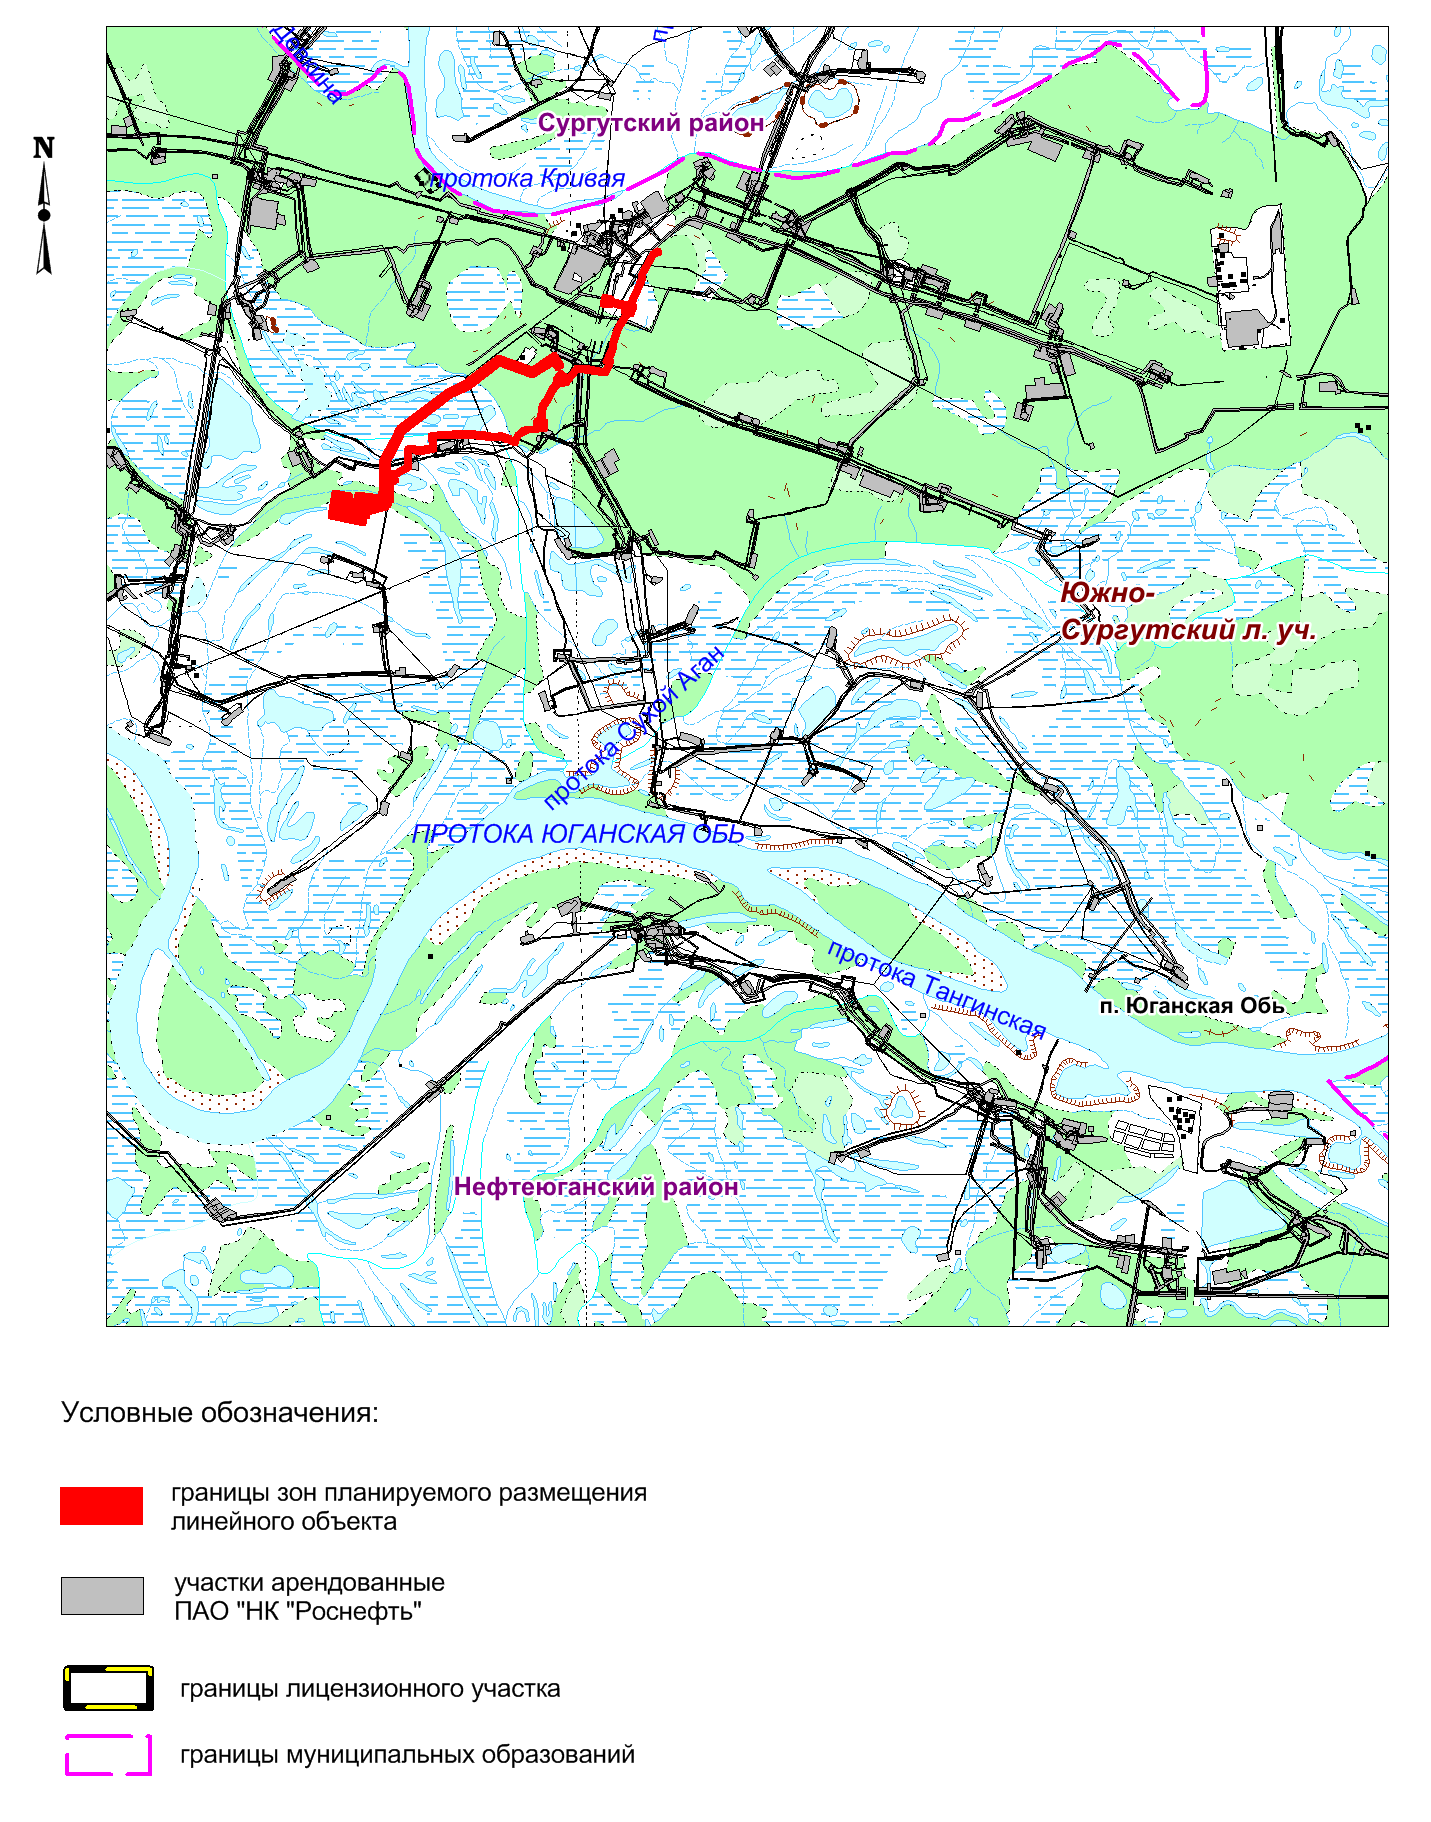 Девкина
п
Сургутский район
N
протока Кривая
Южно-
Сургутский л. уч.
протока Сухой Аган
ПРОТОКА ЮГАНСКАЯ ОБЬ
протока Тангинская
п. Юганская Обь
Нефтеюганский район
Условные обозначения:
границы зон планируемого размещения
линейного объекта
участки арендованные
ПАО "НК "Роснефть"
границы лицензионного участка
границы муниципальных образований